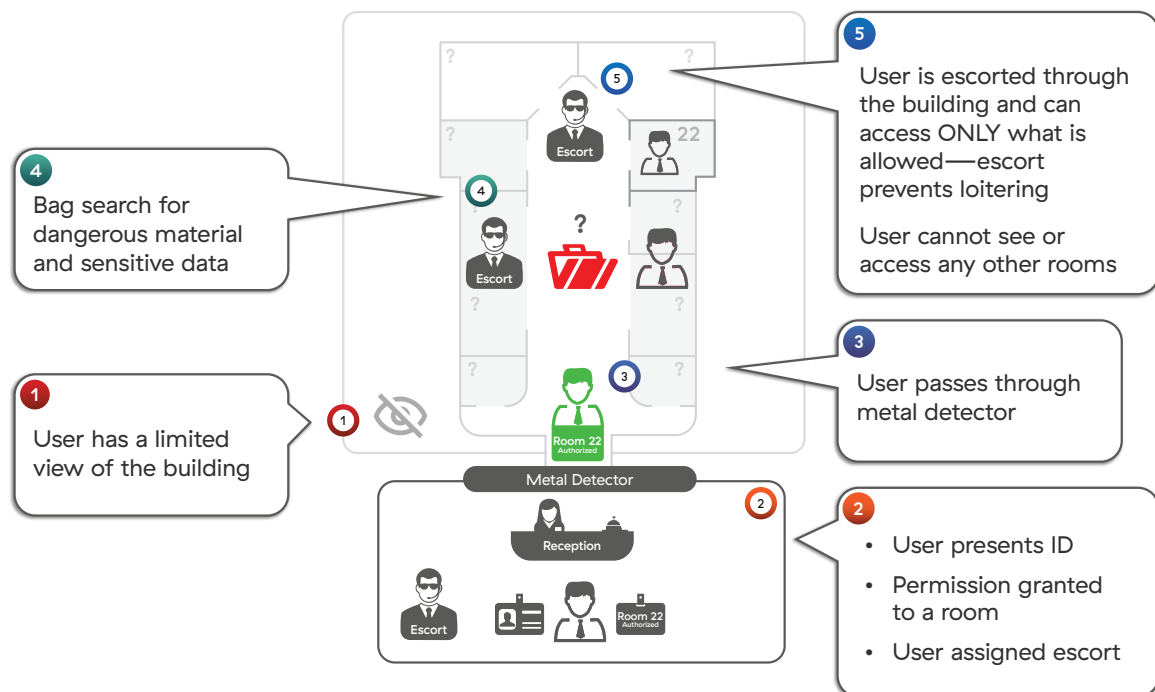 5
User is escorted through
the building and can
access ONLY what is
allowed—escort
prevents loitering
User cannot see or
access any other rooms
?
?
5
Escort
?
22
4
Bag search for
dangerous material
and sensitive data
4
?
Escort
?
?
?
?
?
3
User passes through
metal detector
1
User has a limited
view of the building
1
?
3
?
Room 22
Authorized
Metal Detector
2
Reception
Escort
Room 22
Authorized
2
• User presents ID
• Permission granted
to a room
• User assigned escort